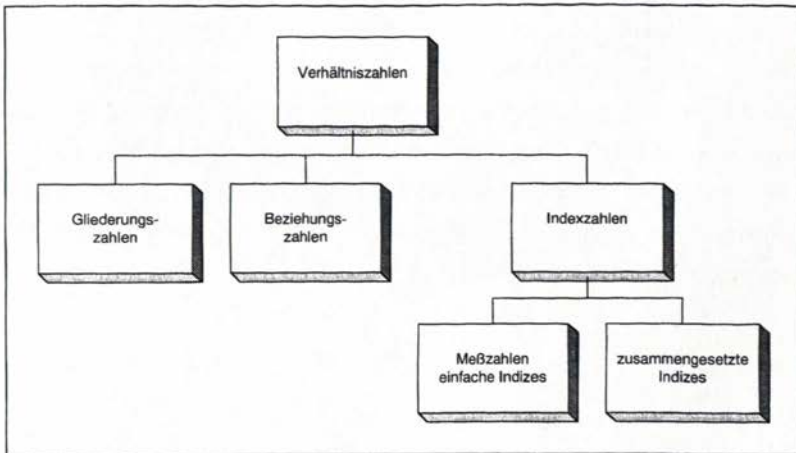 Verhältniszahlen
Gliederungs-
zahlen
Beziehungs-
zahlen
Indexzahlen
Meßzahlen
einfache Indizes
zusammengesetzte
Indizes